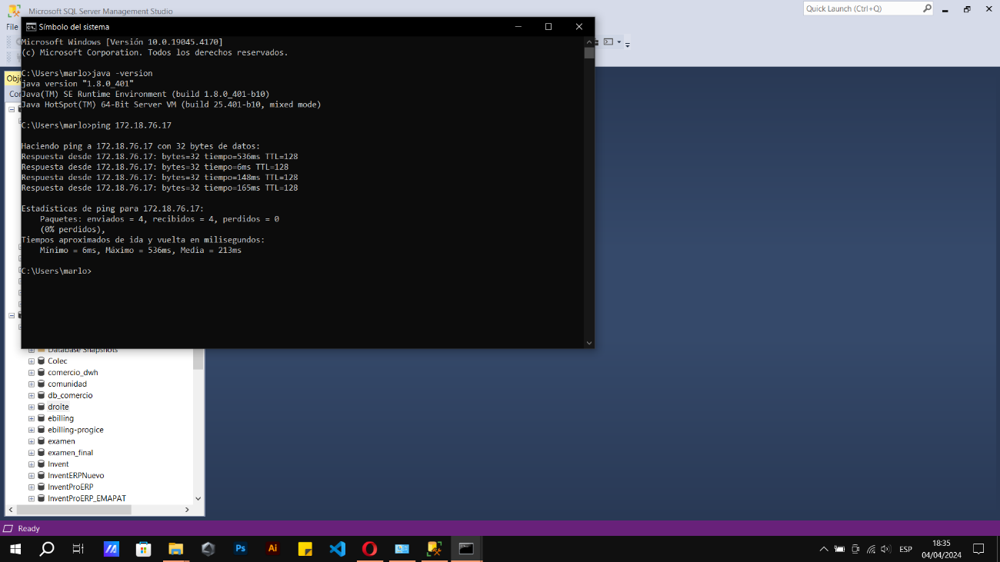 Microsoft SQL Server Management Studio
Quick Launch (Ctrl+Q)
File
Símbolo del sistema
Microsoft Windows [Versión 10.0.19045.4170]
(c) Microsoft Corporation. Todos los derechos reservados.
C:\Users\marlo>java -version
java version "1.8.0_401"
Java(TM) SE Runtime Environment (build 1.8.0_401-b10)
Java HotSpot(TM) 64-Bit Server VM (build 25.401-b10, mixed mode)
C:\Users\marlo>ping 172.18.76.17
Haciendo ping a 172.18.76.17 con 32 bytes de datos:
Respuesta desde 172.18.76.17: bytes=32 tiempo=536ms TTL=128
Respuesta desde 172.18.76.17: bytes=32 tiempo=6ms TTL=128
Respuesta desde 172.18.76.17: bytes=32 tiempo=148ms TTL=128
Respuesta desde 172.18.76.17: bytes=32 tiempo=165ms TTL=128
Estadísticas de ping para 172.18.76.17:
Paquetes: enviados = 4, recibidos = 4, perdidos = 0
(0% perdidos),
Tiempos aproximados de ida y vuelta en milisegundos:
Mínimo = 6ms, Máximo = 536ms, Media = 213ms
C:\Users\marlo>
Obje
Con
Database Snapshots
Colec
comercio_dwh
comunidad
db_comercio
droite
ebilling
ebilling-progice
examen
examen_final
Invent
InventERPNuevo
InventProERP
InventProERP_EMAPAT
Ready
Ps
Ai
ESP
18:35
04/04/2024